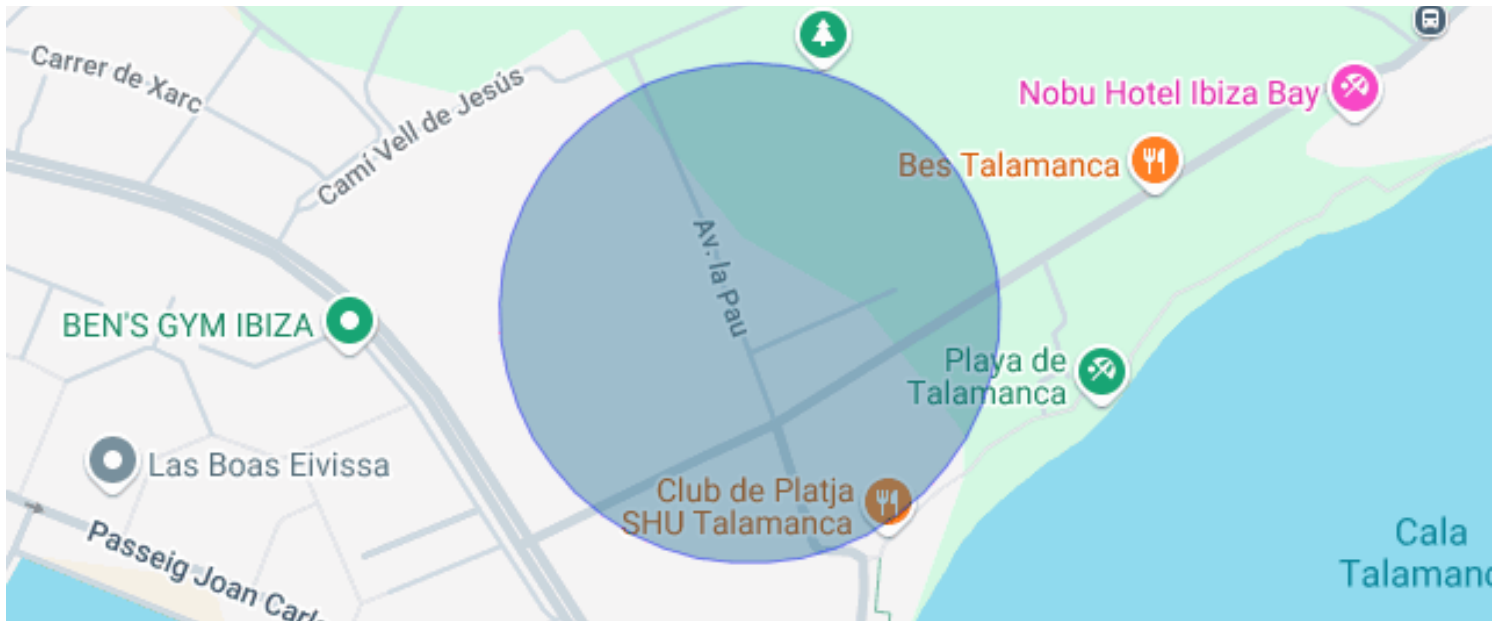 Carrer de Xarc
Camí Vell de Jesús
Nobu Hotel Ibiza Bay
Bes Talamanca
Av. la Pau
BEN'S GYM IBIZA
Playa de
Talamanca
Las Boas Eivissa
Club de Platja
SHU Talamanca
Passeig Joan Carl
Cala
Talamanc